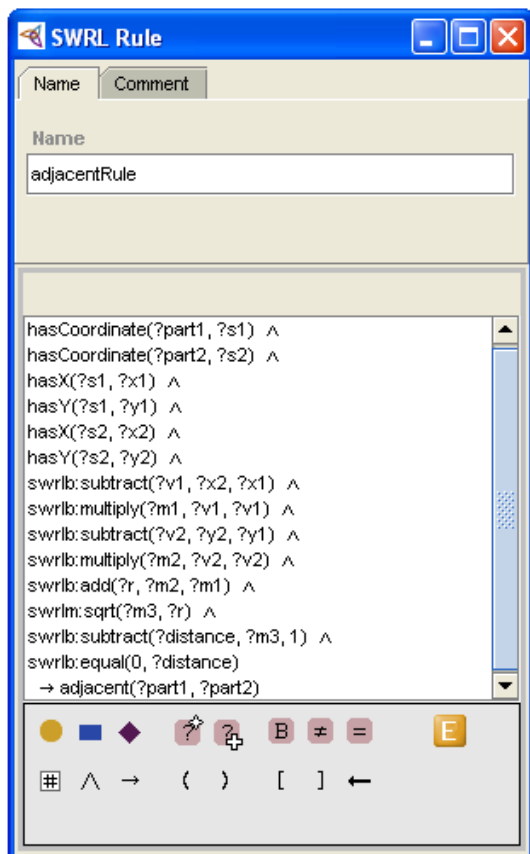 SWRL Rule
Name
Comment
Name
adjacentRule
hasCoordinate(?part1, ?s1) ∧
hasCoordinate(?part2, ?s2) ∧
hasX(?s1, ?x1) ∧
hasY(?s1, ?y1) ∧
hasX(?s2, ?x2) ∧
hasY(?s2, ?y2) ∧
swrlb:subtract(?v1, ?x2, ?x1) ∧
swrlb:multiply(?m1, ?v1, ?v1) ∧
swrlb:subtract(?v2, ?y2, ?y1) ∧
swrlb:multiply(?m2, ?v2, ?v2) ∧
swrlb:add(?r, ?m2, ?m1) ∧
swrlm:sqrt(?m3, ?r) ∧
swrlb:subtract(?distance, ?m3, 1) ∧
swrlb:equal(0, ?distance)
→ adjacent(?part1, ?part2)
? ? B ≠ = E
# ∧ → ( ) [ ] ←